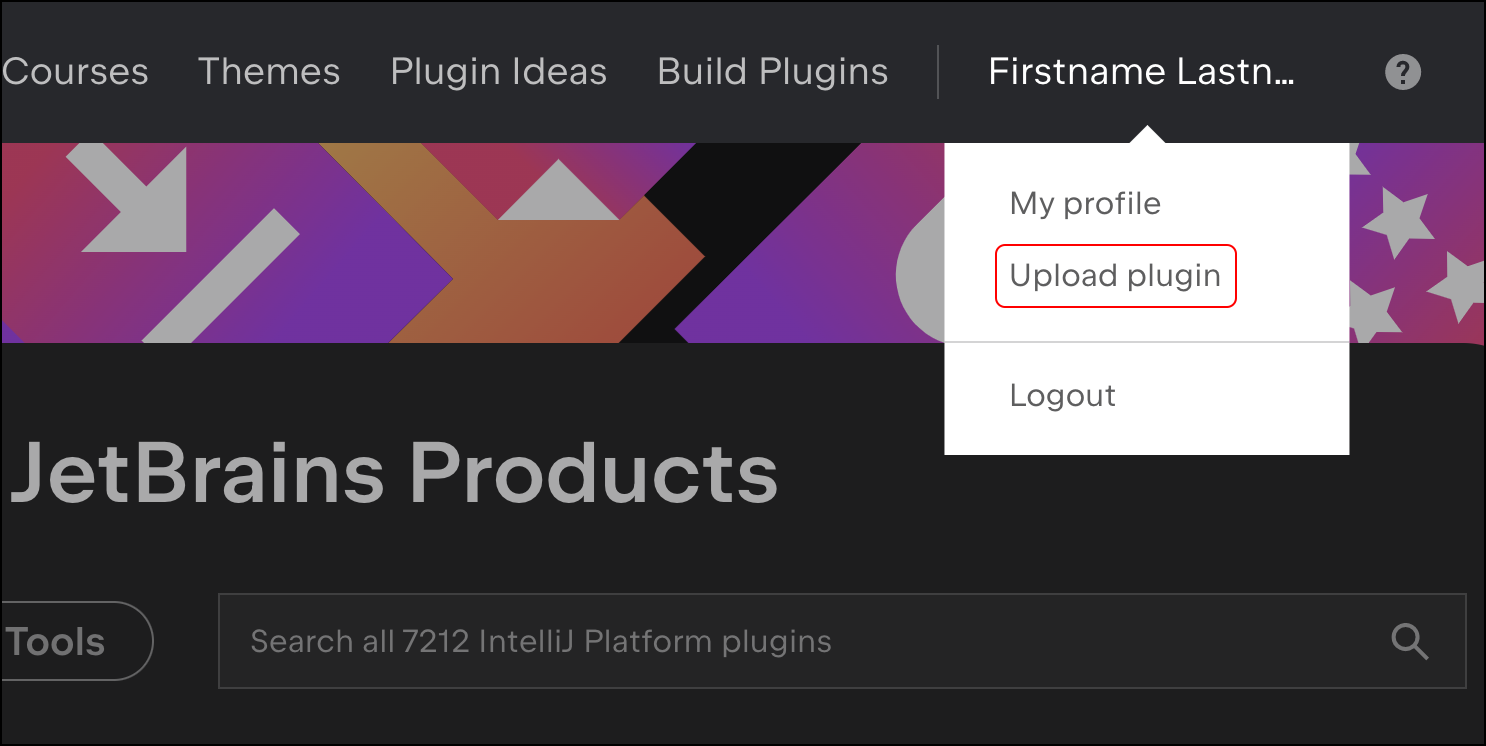 Courses Themes Plugin Ideas Build Plugins Firstname Lastn... ?
My profile
Upload plugin
Logout
JetBrains Products
Tools
Search all 7212 IntelliJ Platform plugins